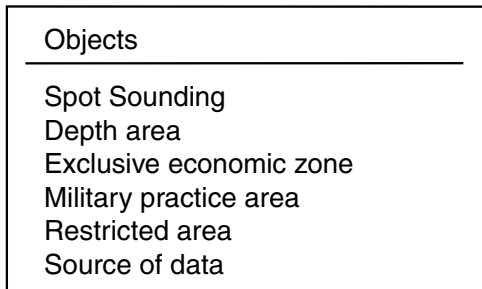 Objects
Spot Sounding
Depth area
Exclusive economic zone
Military practice area
Restricted area
Source of data